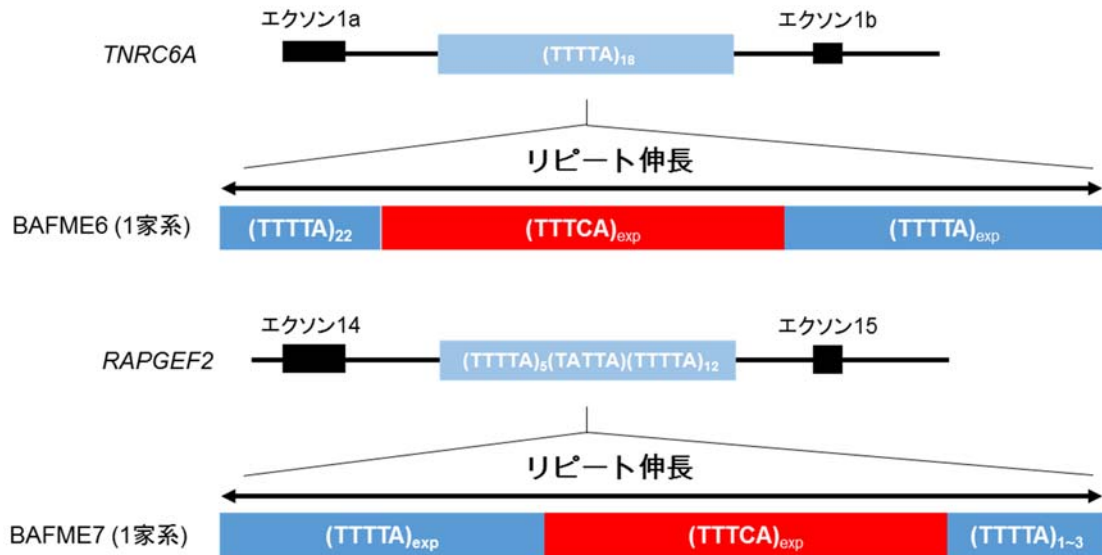 エクソン1a エクソン1b
TNRC6A (TTTTA)18
リピート伸長
BAFME6 (1家系) (TTTTA)22 (TTTCA)exp (TTTTA)exp
エクソン14 エクソン15
RAPGEF2 (TTTTA)5(TATTA)(TTTTA)12
リピート伸長
BAFME7 (1家系) (TTTTA)exp (TTTCA)exp (TTTTA)1~3